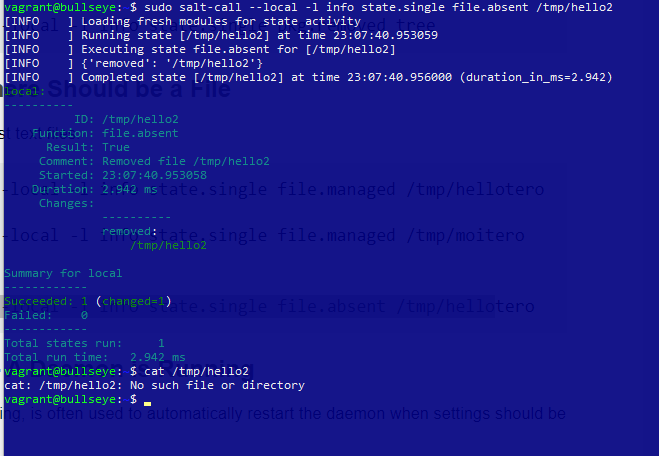 vagrant@bullseye: $ sudo salt-call --local -l info state.single file.absent /tmp/hello2
[INFO    ] Loading fresh modules for state activity
[INFO    ] Running state [/tmp/hello2] at time 23:07:40.953059
[INFO    ] Executing state file.absent for [/tmp/hello2]
[INFO    ] {'removed': '/tmp/hello2'}
[INFO    ] Completed state [/tmp/hello2] at time 23:07:40.956000 (duration_in_ms=2.942)
Should be a File
local:
----------
          ID: /tmp/hello2
    Function: file.absent
      Result: True
     Comment: Removed file /tmp/hello2
     Started: 23:07:40.953058
    Duration: 2.942 ms
     Changes:
-local -l info state.single file.managed /tmp/hellotero
              ----------
              removed:
                  /tmp/hello2
-local -l info state.single file.managed /tmp/moitero
Summary for local
------------
Succeeded: 1 (changed=1)
info state.single file.absent /tmp/hellotero
Failed:    0
------------
Total states run:     1
Total run time:   2.942 ms
vagrant@bullseye: $ cat /tmp/hello2
cat: /tmp/hello2: No such file or directory
vagrant@bullseye: $
ing, is often used to automatically restart the daemon when settings should be